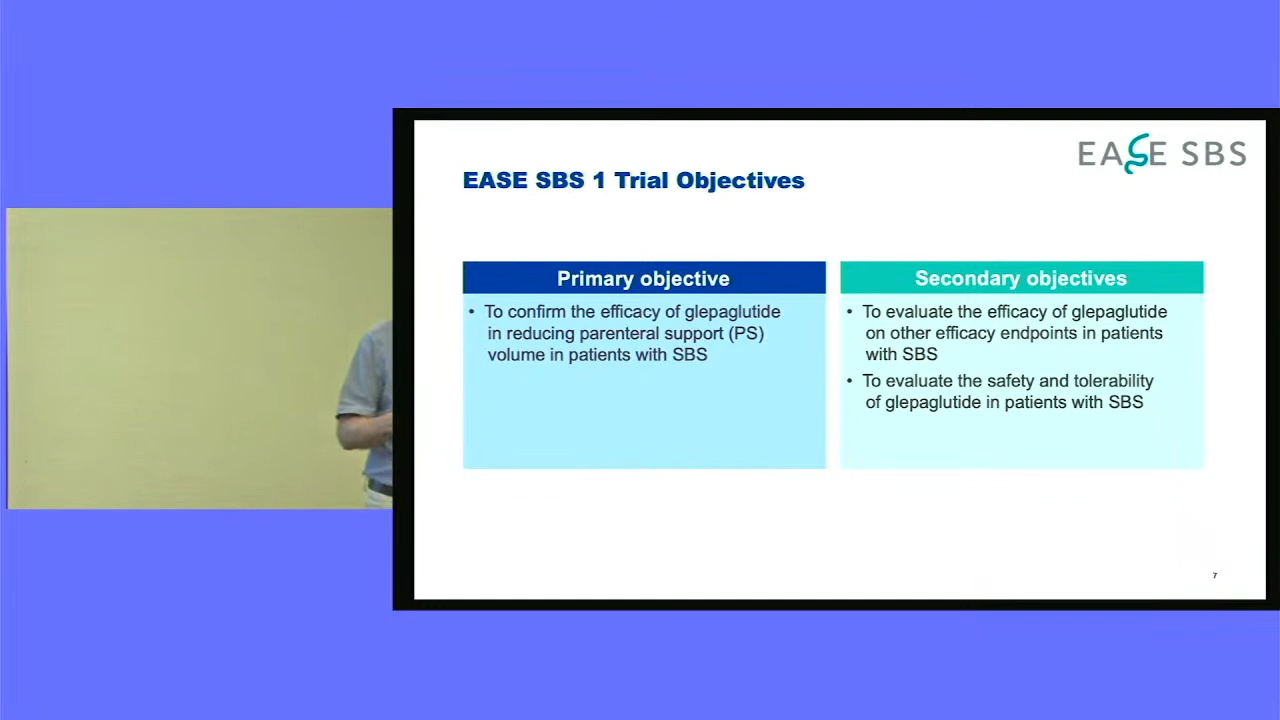 EASE SBS
EASE SBS 1 Trial Objectives
Primary objective
• To confirm the efficacy of glepaglutide
in reducing parenteral support (PS)
volume in patients with SBS
Secondary objectives
• To evaluate the efficacy of glepaglutide
on other efficacy endpoints in patients
with SBS
• To evaluate the safety and tolerability
of glepaglutide in patients with SBS
7